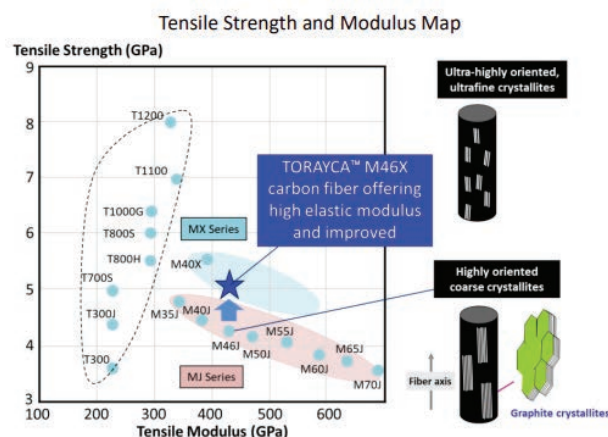 Tensile Strength and Modulus Map
Tensile Strength (GPa)
9
8
7
6
5
4
3
100
200
300
400
500
600
Tensile Modulus (GPa)
T1200
T1100
T1000G
T800S
T800H
T700S
T300J
T300
MX Series
M40X
M35J
M40J
M46J
M50J
M55J
M60J
M65J
M70J
MJ Series
TORAYCA™ M46X
carbon fiber offering
high elastic modulus
and improved
Ultra-highly oriented,
ultrafine crystallites
Highly oriented
coarse crystallites
Fiber axis
Graphite crystallites